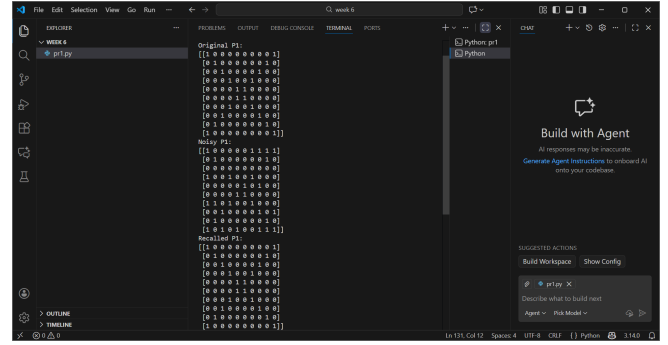 File Edit Selection View Go Run
week 6
EXPLORER
WEEK 6
pr1.py
OUTLINE
TIMELINE
PROBLEMS OUTPUT DEBUG CONSOLE TERMINAL PORTS
Original P1:
[[1 0 0 0 0 0 0 0 0 1]
[0 1 0 0 0 0 0 0 1 0]
[0 0 1 0 0 0 0 1 0 0]
[0 0 0 1 0 0 1 0 0 0]
[0 0 0 0 1 1 0 0 0 0]
[0 0 0 0 1 1 0 0 0 0]
[0 0 0 1 0 0 1 0 0 0]
[0 0 1 0 0 0 0 1 0 0]
[0 1 0 0 0 0 0 0 1 0]
[1 0 0 0 0 0 0 0 0 1]]
Noisy P1:
[[1 0 0 0 0 0 1 1 1 1]
[0 1 0 0 0 0 0 0 1 0]
[0 0 0 0 0 0 0 0 0 0]
[1 0 0 1 0 0 1 0 0 0]
[0 0 0 0 0 1 0 1 0 0]
[0 0 0 0 1 1 0 0 0 0]
[1 1 0 1 0 0 1 0 0 0]
[0 0 1 0 0 0 0 1 0 1]
[0 1 0 0 0 0 0 0 1 0]
[1 0 1 0 1 0 0 1 1 1]]
Recalled P1:
[[1 0 0 0 0 0 0 0 0 1]
[0 1 0 0 0 0 0 0 1 0]
[0 0 1 0 0 0 0 1 0 0]
[0 0 0 1 0 0 1 0 0 0]
[0 0 0 0 1 1 0 0 0 0]
[0 0 0 0 1 1 0 0 0 0]
[0 0 0 1 0 0 1 0 0 0]
[0 0 1 0 0 0 0 1 0 0]
[0 1 0 0 0 0 0 0 1 0]
[1 0 0 0 0 0 0 0 0 1]]
Python: pr1
Python
CHAT
Build with Agent
AI responses may be inaccurate.
Generate Agent Instructions to onboard AI
onto your codebase.
SUGGESTED ACTIONS
Build Workspace Show Config
pr1.py
Describe what to build next
Agent Pick Model
0 0
Ln 131, Col 12 Spaces: 4 UTF-8 CRLF {} Python 3.14.0